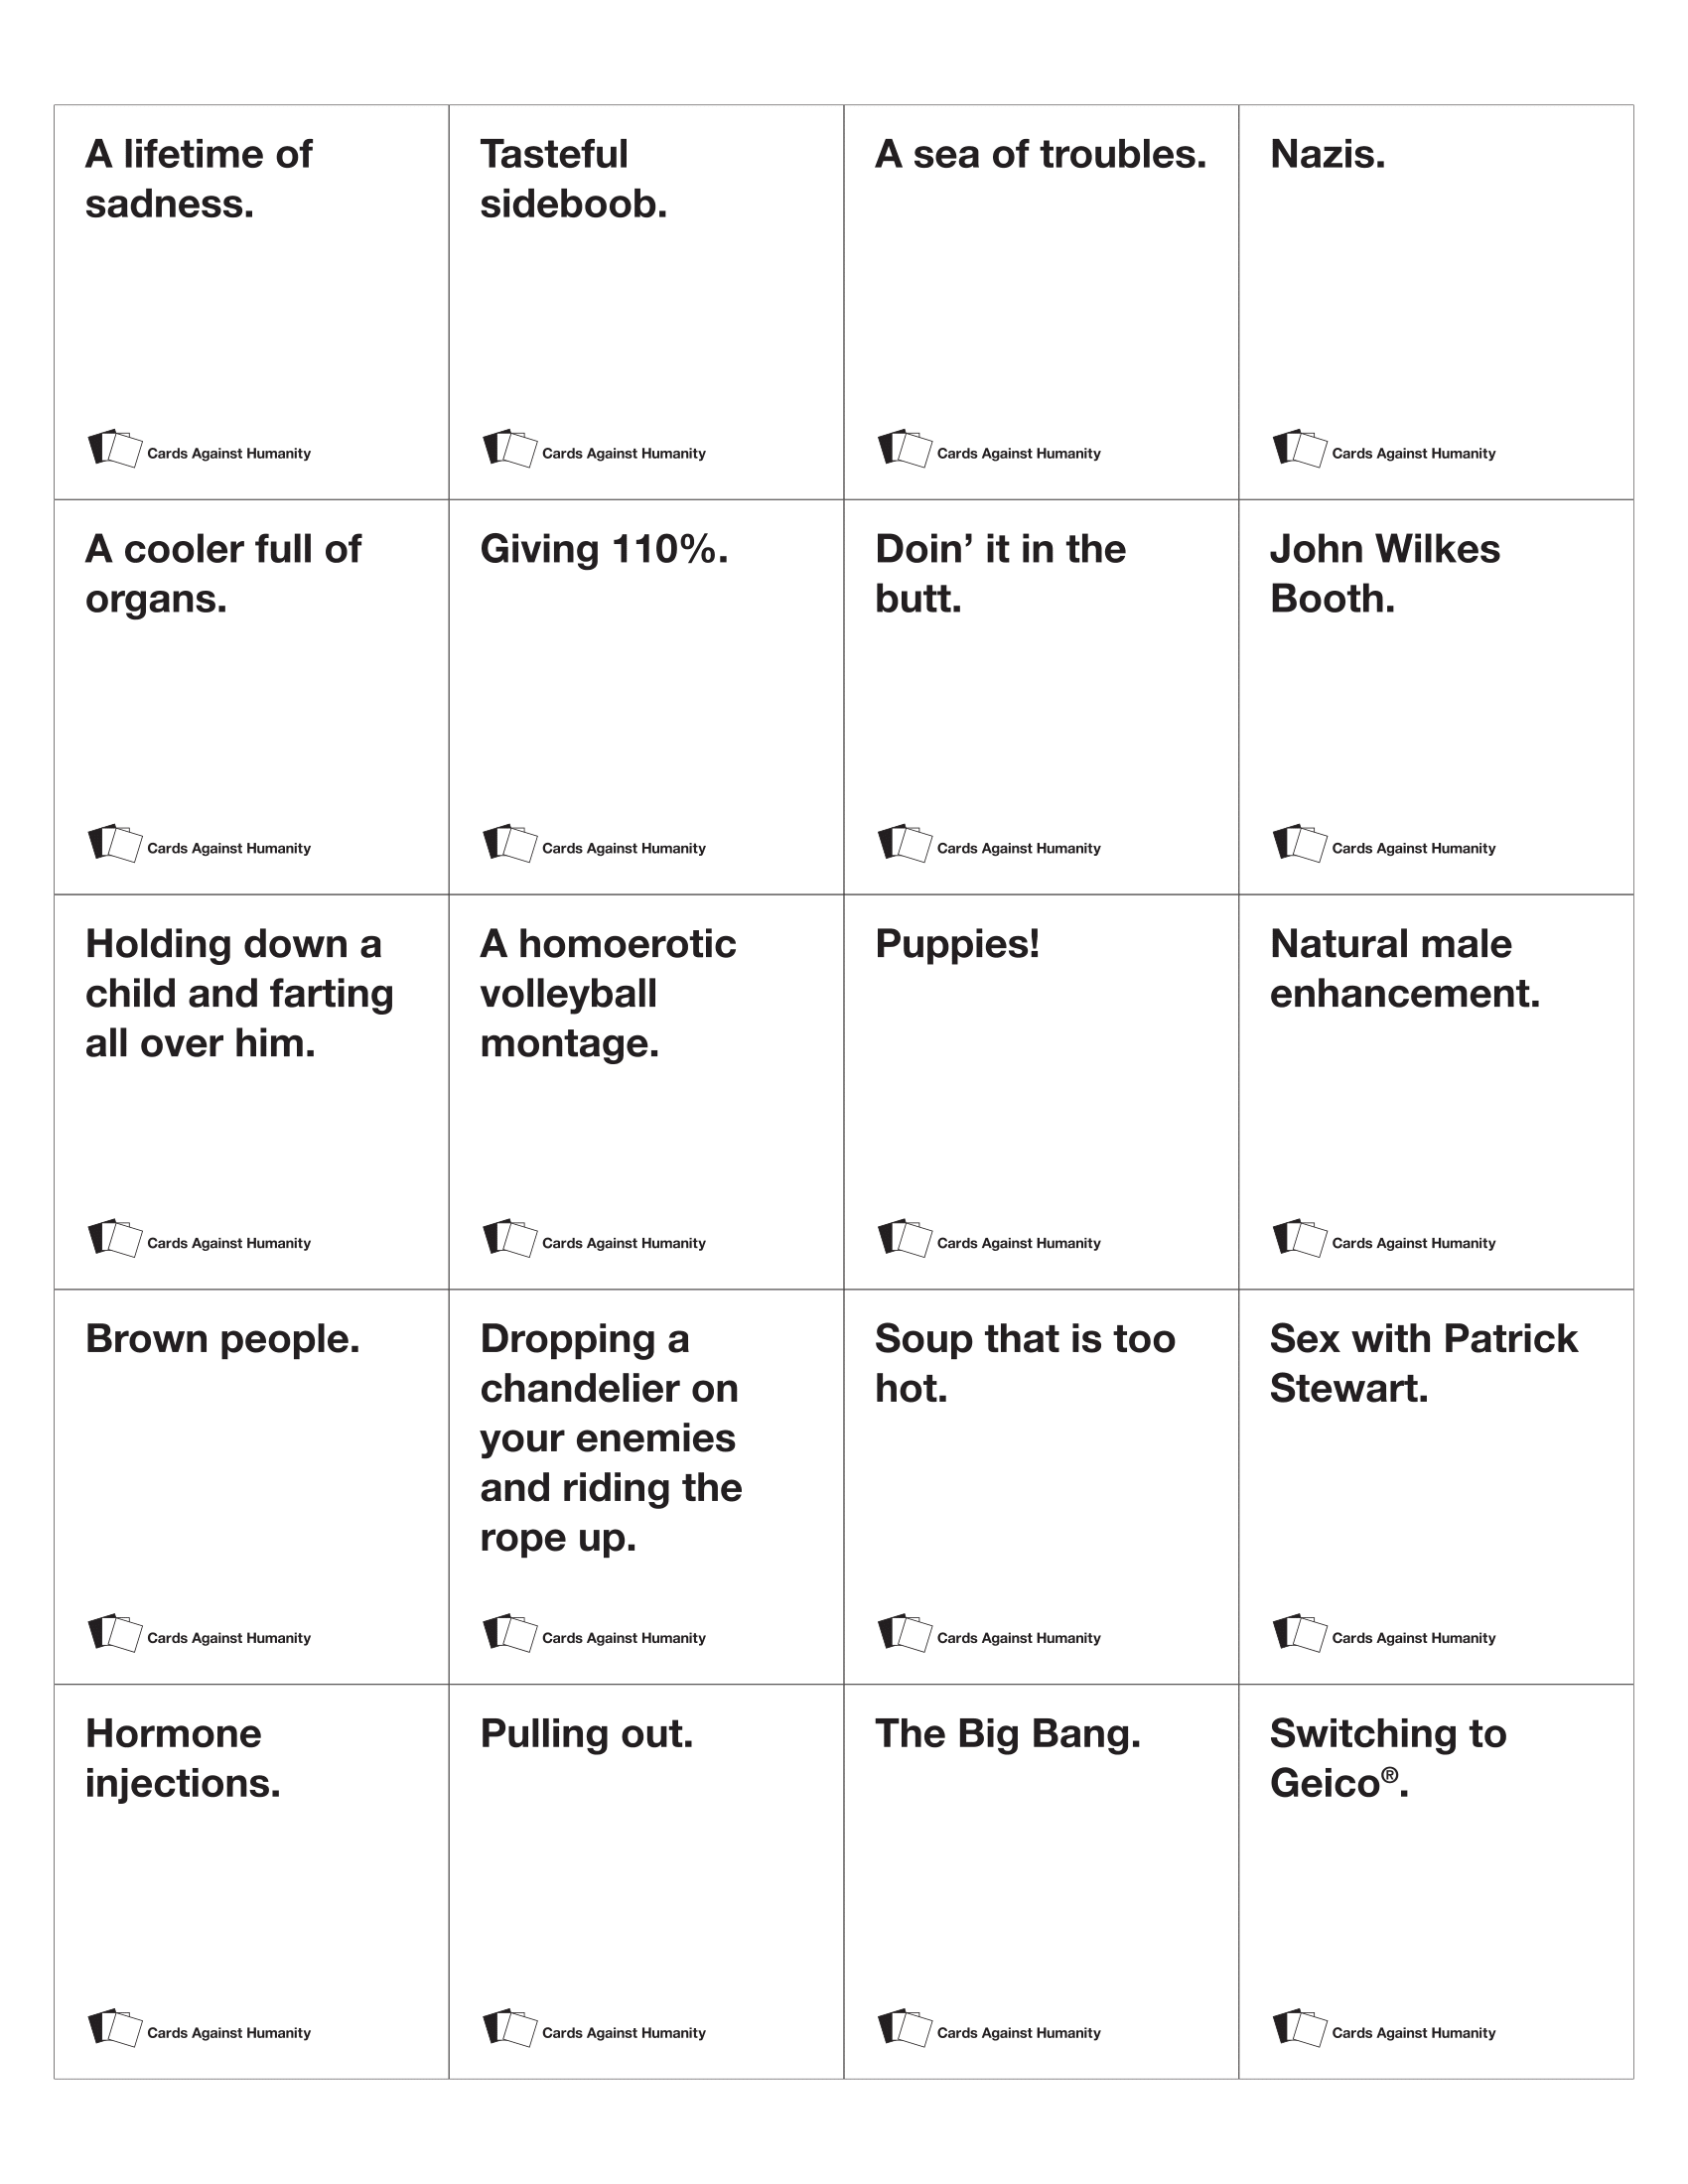 A lifetime of
sadness.
Cards Against Humanity
Tasteful
sideboob.
Cards Against Humanity
A sea of troubles.
Cards Against Humanity
Nazis.
Cards Against Humanity
A cooler full of
organs.
Cards Against Humanity
Giving 110%.
Cards Against Humanity
Doin’ it in the
butt.
Cards Against Humanity
John Wilkes
Booth.
Cards Against Humanity
Holding down a
child and farting
all over him.
Cards Against Humanity
A homoerotic
volleyball
montage.
Cards Against Humanity
Puppies!
Cards Against Humanity
Natural male
enhancement.
Cards Against Humanity
Brown people.
Cards Against Humanity
Dropping a
chandelier on
your enemies
and riding the
rope up.
Cards Against Humanity
Soup that is too
hot.
Cards Against Humanity
Sex with Patrick
Stewart.
Cards Against Humanity
Hormone
injections.
Cards Against Humanity
Pulling out.
Cards Against Humanity
The Big Bang.
Cards Against Humanity
Switching to
Geico®.
Cards Against Humanity